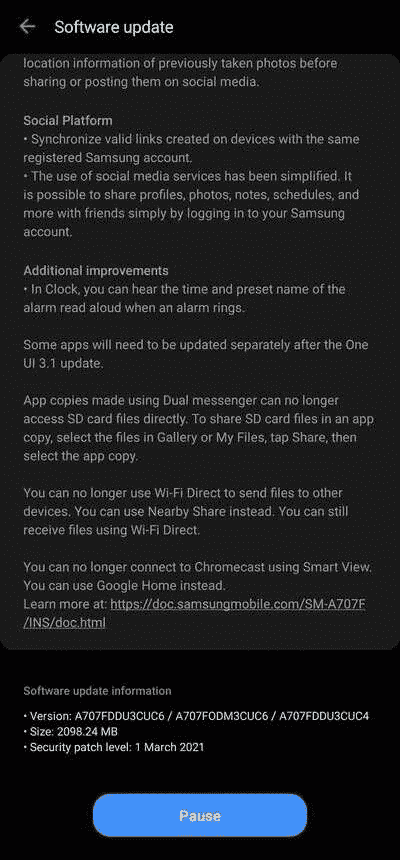 Software update
location information of previously taken photos before
sharing or posting them on social media.
Social Platform
• Synchronize valid links created on devices with the same
registered Samsung account.
• The use of social media services has been simplified. It
is possible to share profiles, photos, notes, schedules, and
more with friends simply by logging in to your Samsung
account.
Additional improvements
• In Clock, you can hear the time and preset name of the
alarm read aloud when an alarm rings.
Some apps will need to be updated separately after the One
UI 3.1 update.
App copies made using Dual messenger can no longer
access SD card files directly. To share SD card files in an app
copy, select the files in Gallery or My Files, tap Share, then
select the app copy.
You can no longer use Wi-Fi Direct to send files to other
devices. You can use Nearby Share instead. You can still
receive files using Wi-Fi Direct.
You can no longer connect to Chromecast using Smart View.
You can use Google Home instead.
Learn more at: https://doc.samsungmobile.com/SM-A707F
/INS/doc.html
Software update information
• Version: A707FDDU3CUC6 / A707FODM3CUC6 / A707FDDU3CUC4
• Size: 2098.24 MB
• Security patch level: 1 March 2021
Pause